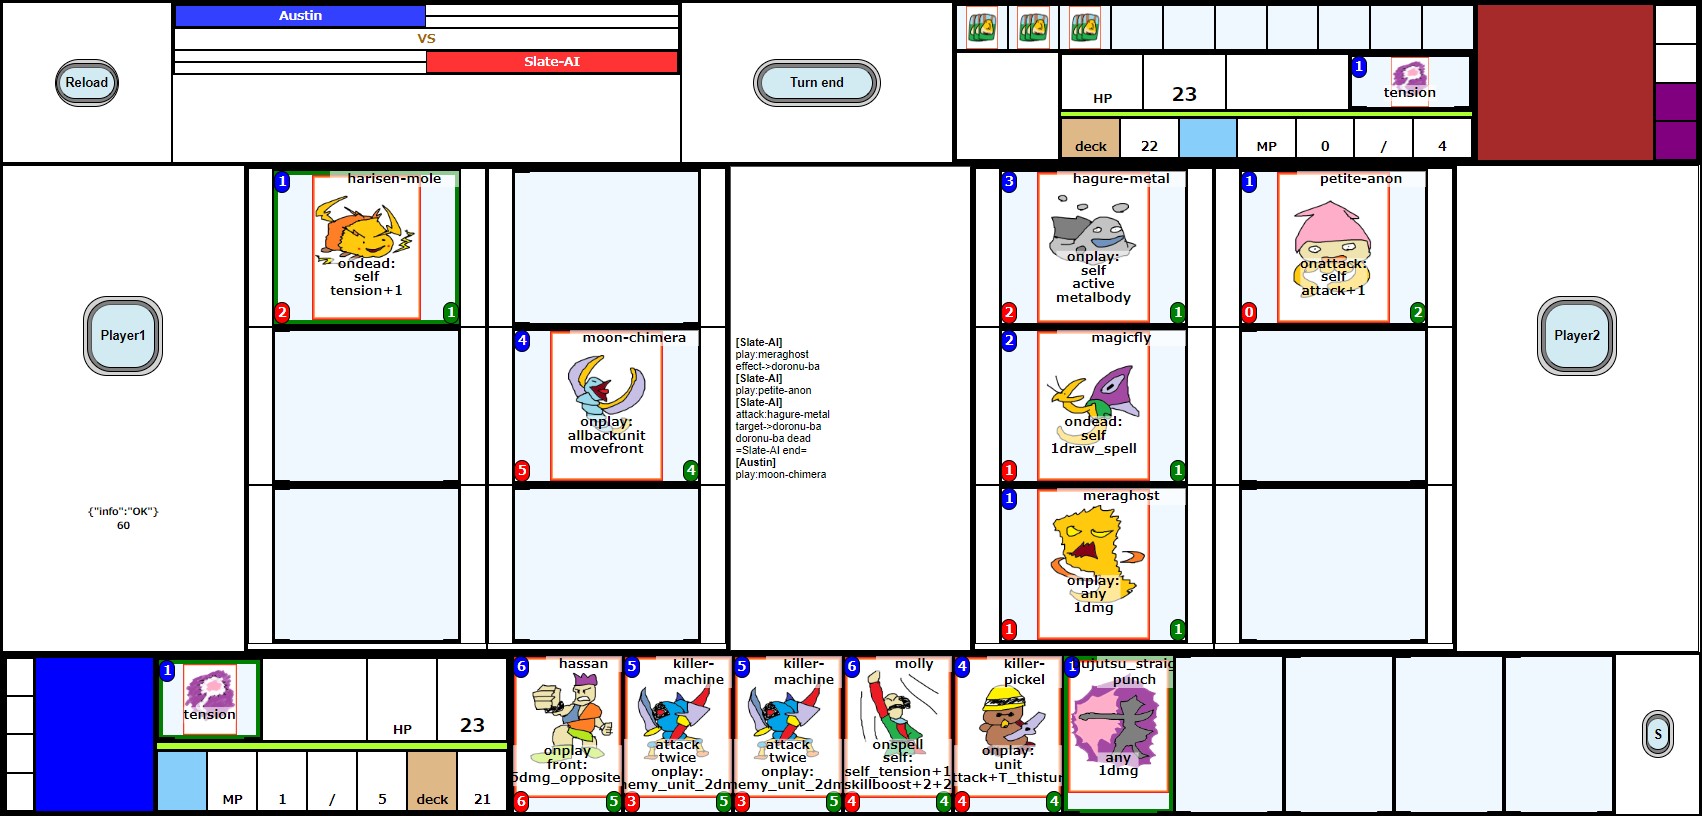 Reload
Austin
VS
Slate-AI
Turn end
HP
23
1
tension
deck
22
MP
0
/
4
Player1
{"info":"OK"}
60
1
harisen-mole
ondead:
self
tension+1
2
1
4
moon-chimera
onplay:
allbackunit
movefront
5
4
[Slate-AI]
play:meraghost
effect->doronu-ba
[Slate-AI]
play:petite-anon
[Slate-AI]
attack:hagure-metal
target->doronu-ba
doronu-ba dead
=Slate-AI end=
[Austin]
play:moon-chimera
3
hagure-metal
onplay:
self
active
metalbody
2
1
1
petite-anon
onattack:
self
attack+1
0
2
2
magicfly
ondead:
self
1draw_spell
1
1
1
meraghost
onplay:
any
1dmg
1
1
Player2
1
tension
HP
23
MP
1
/
5
deck
21
6
hassan
onplay
front:
5dmg_opposite
6
5
5
killer-
machine
attack
twice
onplay:
nemy_unit_2dm
3
5
5
killer-
machine
attack
twice
onplay:
nemy_unit_2dm
3
5
6
molly
onspell
self:
self_tension+1
skillboost+2+2
4
4
4
killer-
pickel
onplay:
unit
ttack+T_thistur
4
4
1
ujutsu_straig
punch
any
1dmg
S